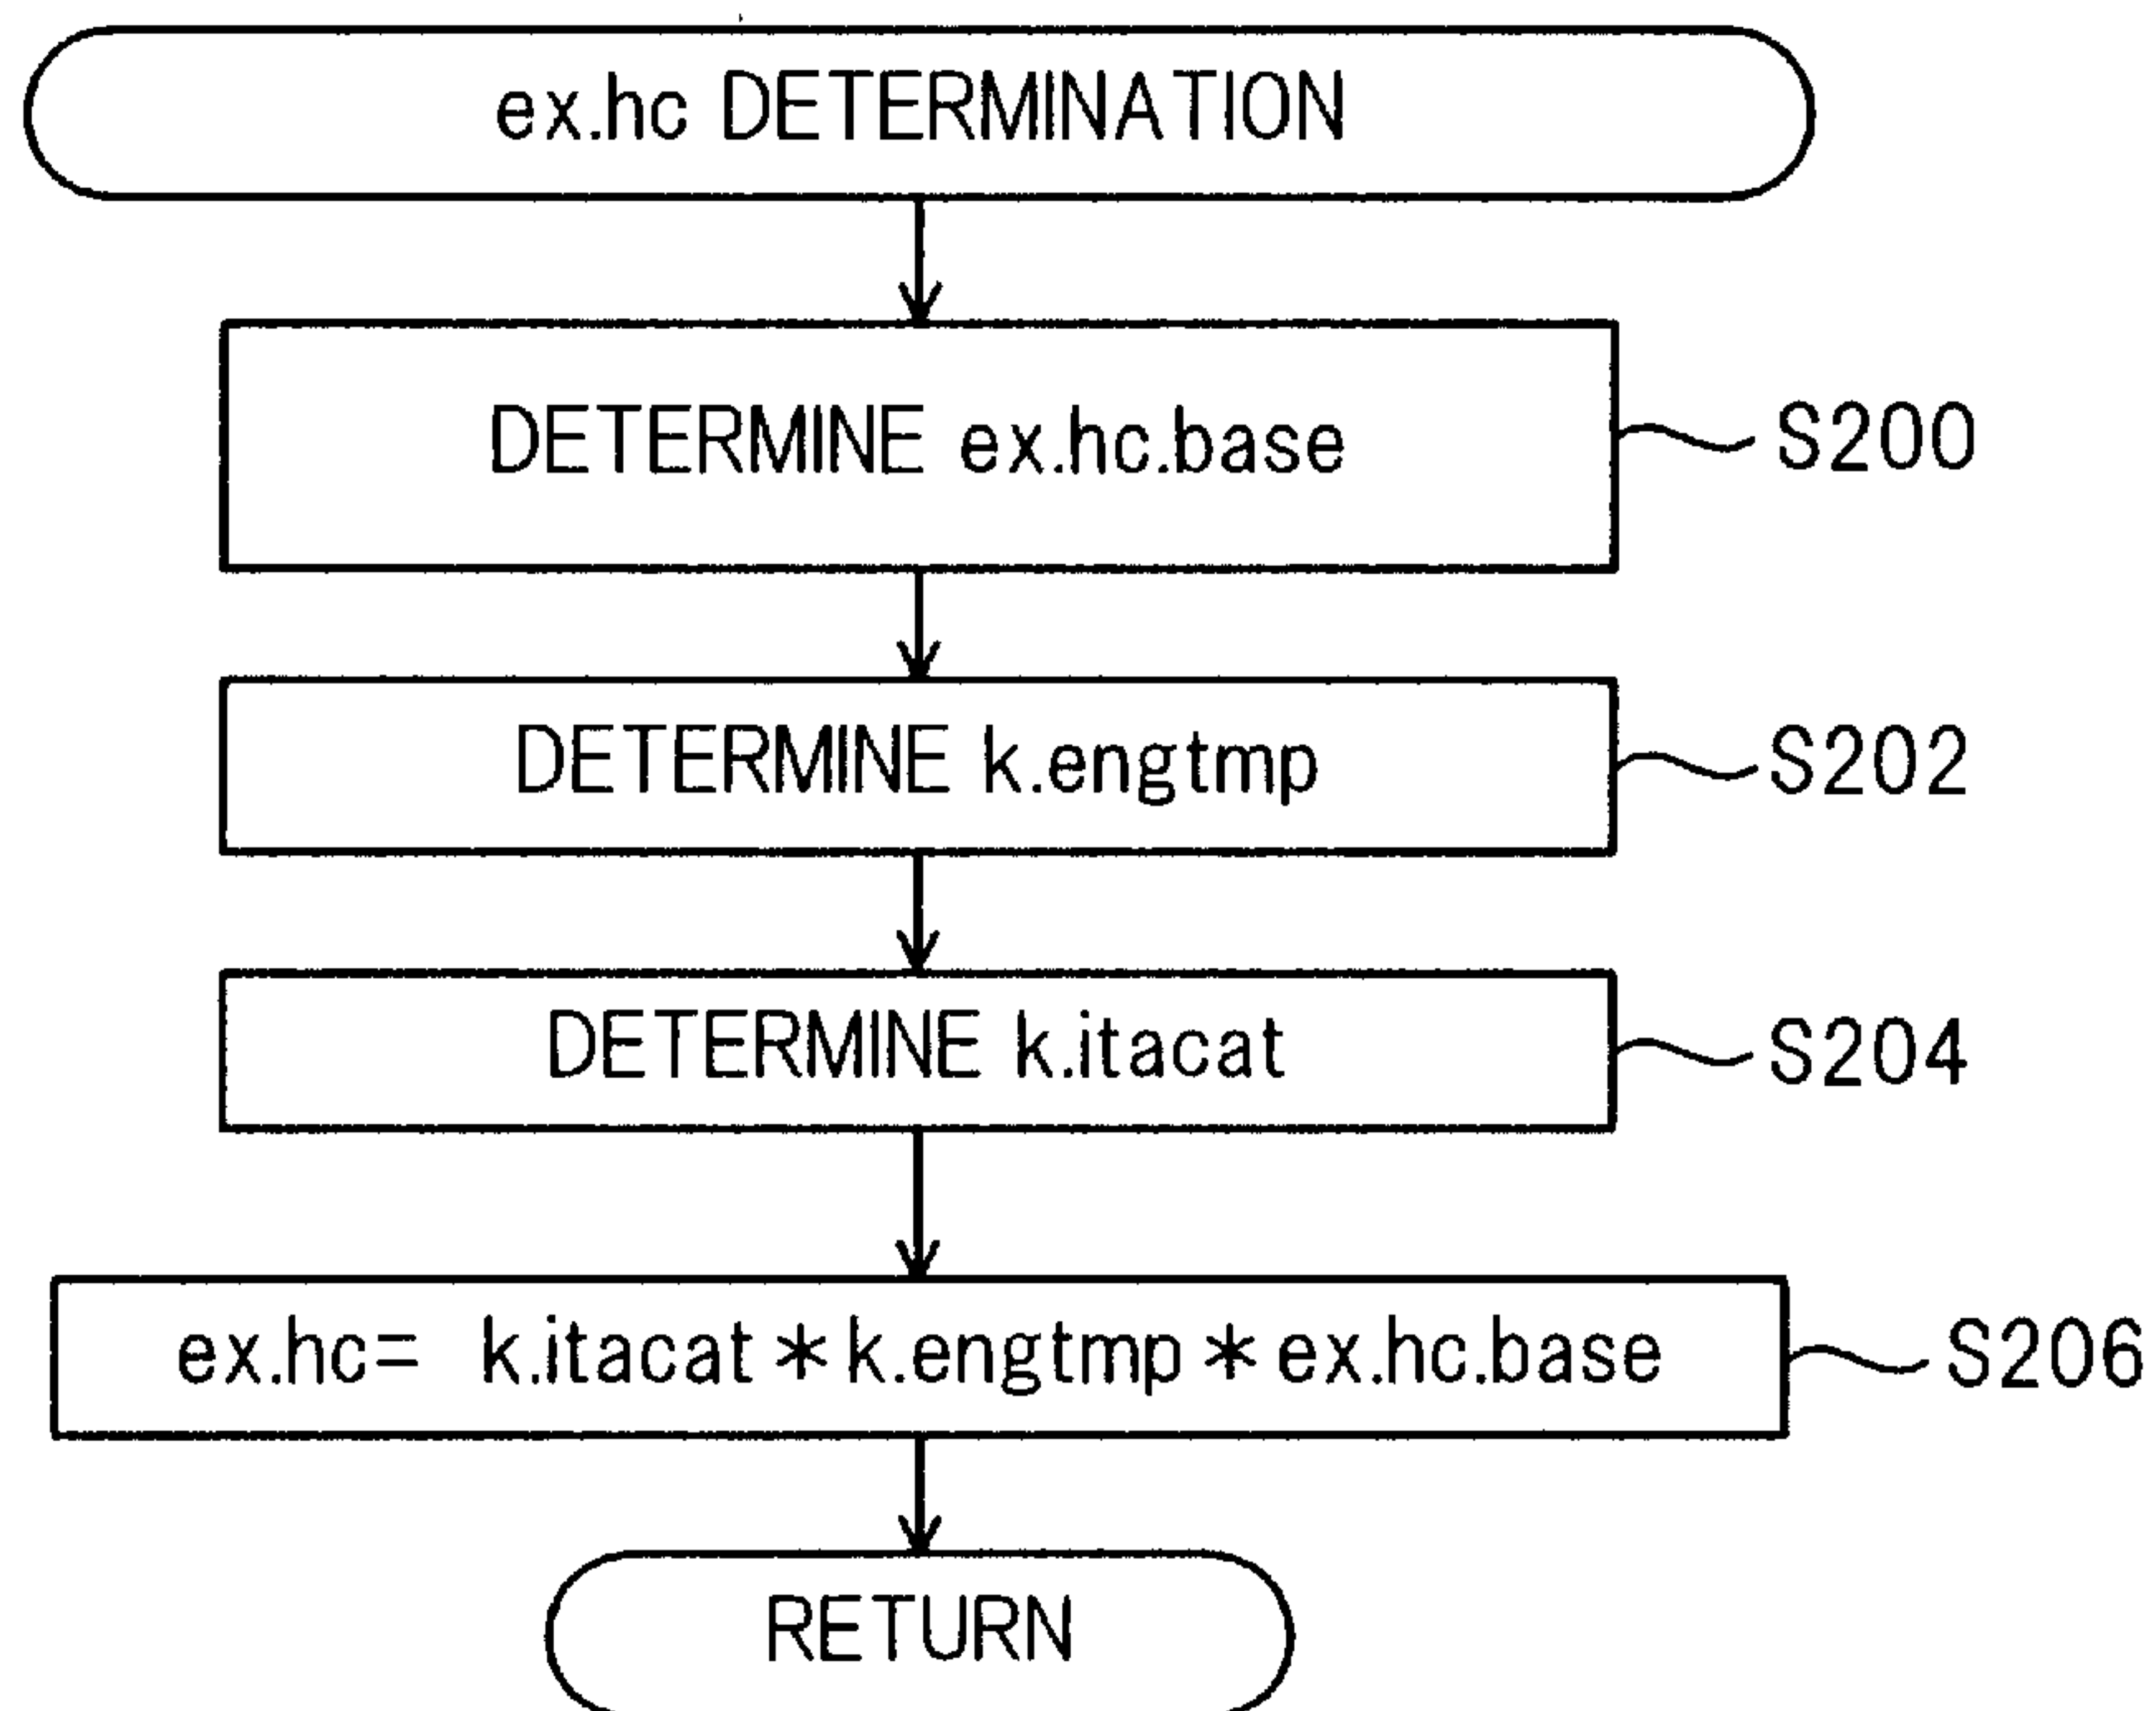 ex.hc DETERMINATION
DETERMINE ex.hc.base S200
DETERMINE k.engtmp S202
DETERMINE k.itacat S204
ex.hc= k.itacat * k.engtmp * ex.hc.base S206
RETURN